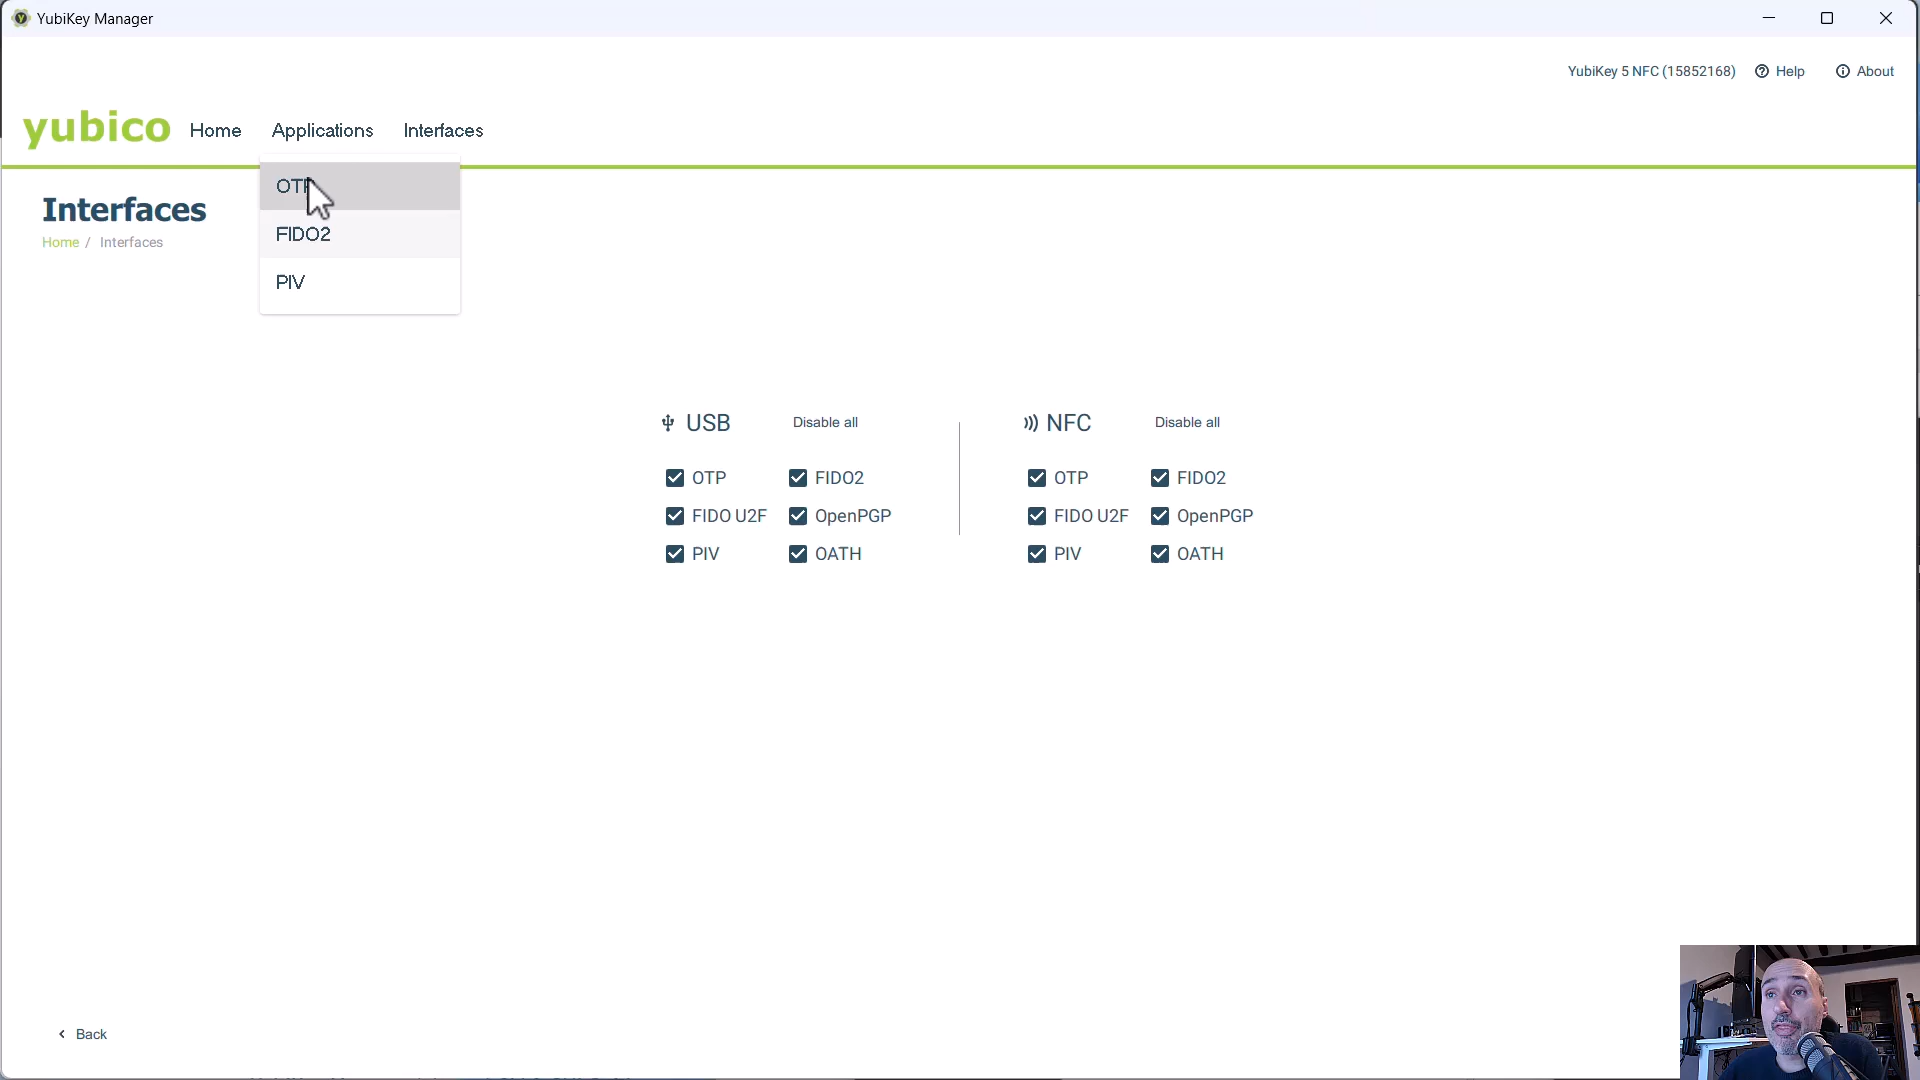 YubiKey Manager
YubiKey 5 NFC (15852168) Help About
yubico Home Applications Interfaces
OTP
Interfaces
FIDO2
Home / Interfaces
PIV
USB Disable all
NFC Disable all
OTP FIDO2
FIDO U2F OpenPGP
PIV OATH
OTP FIDO2
FIDO U2F OpenPGP
PIV OATH
Back